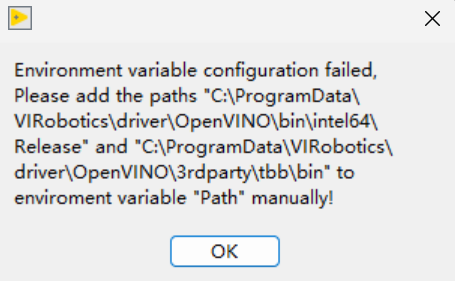 Environment variable configuration failed,
Please add the paths "C:\ProgramData\
VIRobotics\driver\OpenVINO\bin\intel64\
Release" and "C:\ProgramData\VIRobotics\
driver\OpenVINO\3rdparty\tbb\bin" to
enviroment variable "Path" manually!
OK